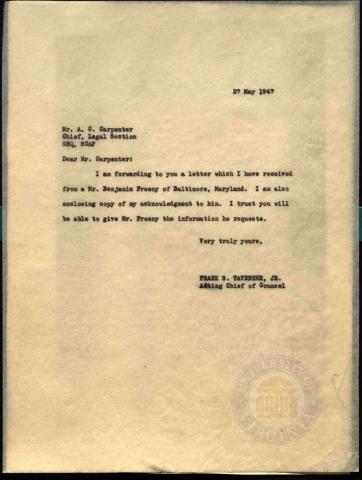 27 May 1947
Mr. A. C. Carpenter
Chief, Legal Section
GHQ, SCAP
Dear Mr. Carpenter:
I am forwarding to you a letter which I have received
from a Mr. Benjamin Freeny of Baltimore, Maryland. I am also
enclosing copy of my acknowledgment to him. I trust you will
be able to give Mr. Freeny the information he requests.
Very truly yours,
FRANK S. TAVENNER, JR.
Acting Chief of Counsel
UNIVERSITY OF
VIRGINIA